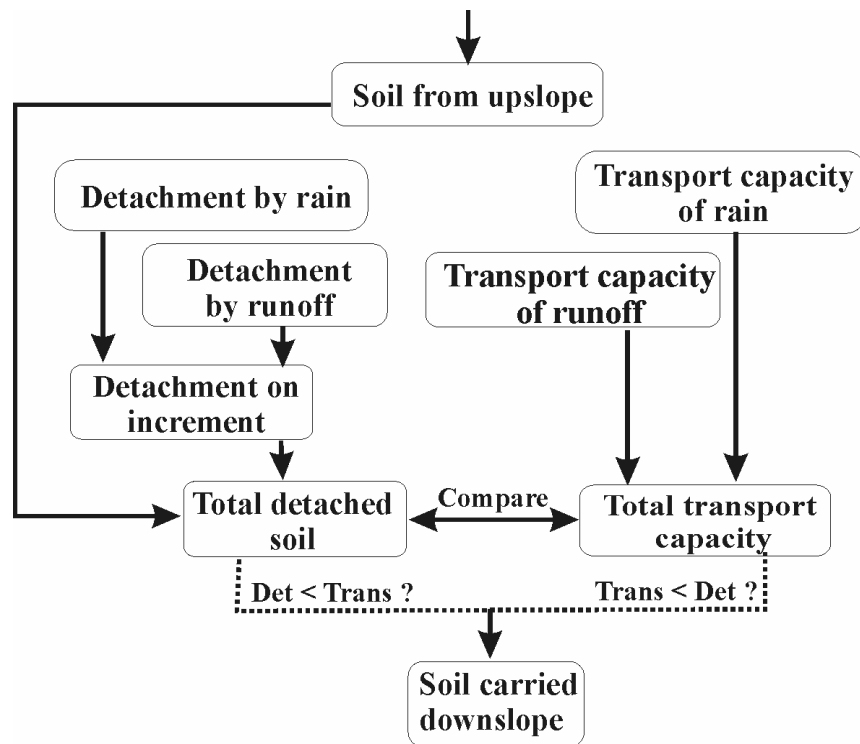 Soil from upslope
Detachment by rain
Transport capacity
of rain
Detachment
by runoff
Transport capacity
of runoff
Detachment on
increment
Total detached
soil
Compare
Total transport
capacity
Det < Trans ?
Trans < Det ?
Soil carried
downslope